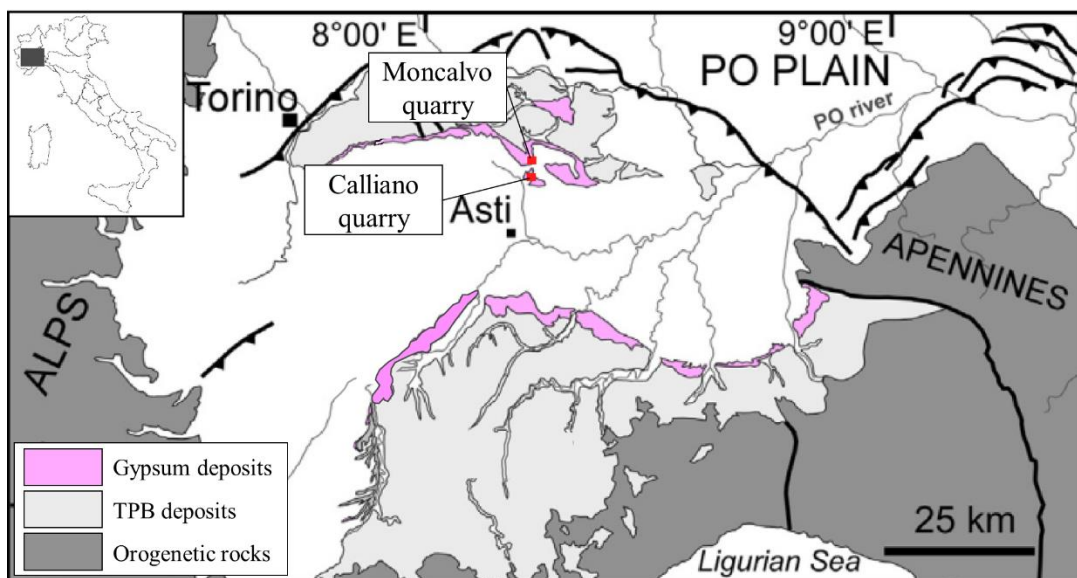 8°00' E
9°00' E
Moncalvo
quarry
PO PLAIN
Torino
PO river
Calliano
quarry
Asti
APENNINES
ALPS
Gypsum deposits
TPB deposits
Orogenetic rocks
25 km
Ligurian Sea